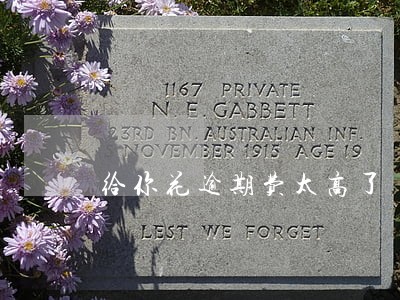 1167 PRIVATE
N. E. GABBETT
23RD BN. AUSTRALIAN INF.
NOVEMBER 1915 AGE 19
给你花逾期费太高了
LEST WE FORGET